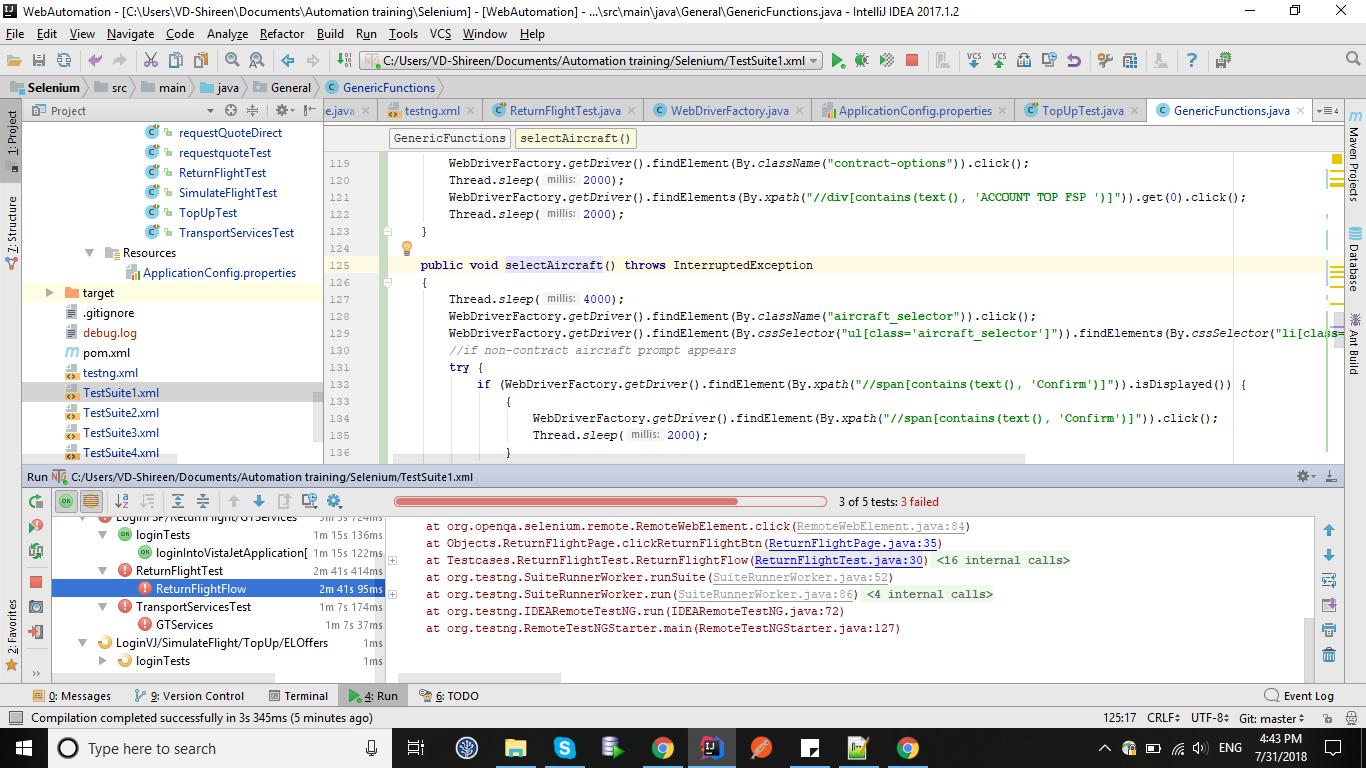 WebAutomation - [C:\Users\VD-Shireen\Documents\Automation training\Selenium] - [WebAutomation] - ...\src\main\java\General\GenericFunctions.java - IntelliJ IDEA 2017.1.2
File Edit View Navigate Code Analyze Refactor Build Run Tools VCS Window Help
C:/Users/VD-Shireen/Documents/Automation training/Selenium/TestSuite1.xml
Selenium src main java General GenericFunctions
Project
e.java testng.xml ReturnFlightTest.java WebDriverFactory.java ApplicationConfig.properties TopUpTest.java GenericFunctions.java
4
1: Project
7: Structure
2: Favorites
requestQuoteDirect
requestquoteTest
ReturnFlightTest
SimulateFlightTest
TopUpTest
TransportServicesTest
Resources
ApplicationConfig.properties
target
.gitignore
debug.log
pom.xml
testng.xml
TestSuite1.xml
TestSuite2.xml
TestSuite3.xml
TestSuite4.xml
GenericFunctions selectAircraft()
119 WebDriverFactory.getDriver().findElement(By.className("contract-options")).click();
120 Thread.sleep( millis: 2000);
121 WebDriverFactory.getDriver().findElements(By.xpath("//div[contains(text(), 'ACCOUNT TOP FSP ')]")).get(0).click();
122 Thread.sleep( millis: 2000);
123 }
124
125 public void selectAircraft() throws InterruptedException
126 {
127 Thread.sleep( millis: 4000);
128 WebDriverFactory.getDriver().findElement(By.className("aircraft_selector")).click();
129 WebDriverFactory.getDriver().findElement(By.cssSelector("ul[class='aircraft_selector']")).findElements(By.cssSelector("li[class=
130 //if non-contract aircraft prompt appears
131 try {
132 if (WebDriverFactory.getDriver().findElement(By.xpath("//span[contains(text(), 'Confirm')]")).isDisplayed()) {
133 {
134 WebDriverFactory.getDriver().findElement(By.xpath("//span[contains(text(), 'Confirm')]")).click();
135 Thread.sleep( millis: 2000);
136 }
Maven Projects
Database
Ant Build
Run C:/Users/VD-Shireen/Documents/Automation training/Selenium/TestSuite1.xml
3 of 5 tests: 3 failed
LoginFSP/ReturnFlight/GTServices 5m 5s 724ms
loginTests 1m 15s 136ms
loginIntoVistaJetApplication[ 1m 15s 122ms
ReturnFlightTest 2m 41s 414ms
ReturnFlightFlow 2m 41s 95ms
TransportServicesTest 1m 7s 174ms
GTServices 1m 7s 37ms
LoginVJ/SimulateFlight/TopUp/ELOffers 1ms
loginTests 1ms
at org.openqa.selenium.remote.RemoteWebElement.click(RemoteWebElement.java:84)
at Objects.ReturnFlightPage.clickReturnFlightBtn(ReturnFlightPage.java:35)
at Testcases.ReturnFlightTest.ReturnFlightFlow(ReturnFlightTest.java:30) <16 internal calls>
at org.testng.SuiteRunnerWorker.runSuite(SuiteRunnerWorker.java:52)
at org.testng.SuiteRunnerWorker.run(SuiteRunnerWorker.java:86) <4 internal calls>
at org.testng.IDEARemoteTestNG.run(IDEARemoteTestNG.java:72)
at org.testng.RemoteTestNGStarter.main(RemoteTestNGStarter.java:127)
0: Messages 9: Version Control Terminal 4: Run 6: TODO Event Log
Compilation completed successfully in 3s 345ms (5 minutes ago) 125:17 CRLF UTF-8 Git: master
Type here to search
ENG
4:43 PM
7/31/2018